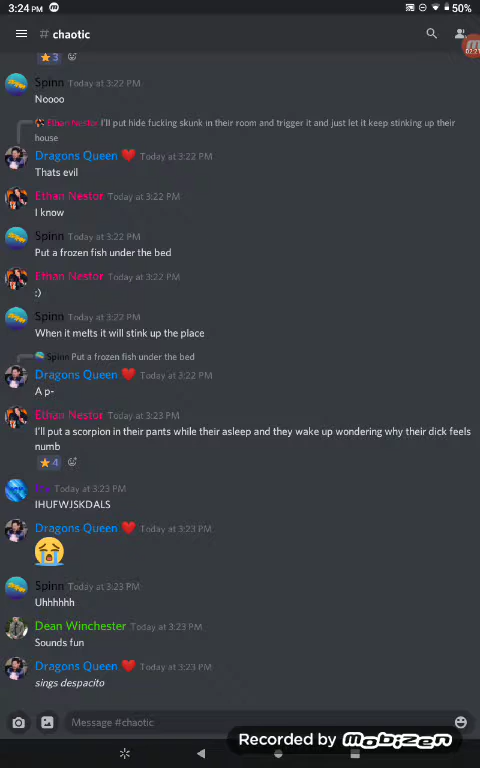 3:24 PM
50%
# chaotic
02:21
3
Spinn Today at 3:22 PM
Noooo
Ethan Nestor I'll put hide fucking skunk in their room and trigger it and just let it keep stinking up their
house
Dragons Queen ❤️ Today at 3:22 PM
Thats evil
Ethan Nestor Today at 3:22 PM
I know
Spinn Today at 3:22 PM
Put a frozen fish under the bed
Ethan Nestor Today at 3:22 PM
:)
Spinn Today at 3:22 PM
When it melts it will stink up the place
Spinn Put a frozen fish under the bed
Dragons Queen ❤️ Today at 3:22 PM
A p-
Ethan Nestor Today at 3:23 PM
I'll put a scorpion in their pants while their asleep and they wake up wondering why their dick feels
numb
4
Today at 3:23 PM
IHUFWJSKDALS
Dragons Queen ❤️ Today at 3:23 PM
😭
Spinn Today at 3:23 PM
Uhhhhhh
Dean Winchester Today at 3:23 PM
Sounds fun
Dragons Queen ❤️ Today at 3:23 PM
sings despacito
Message #chaotic
Recorded by MOBIZEN